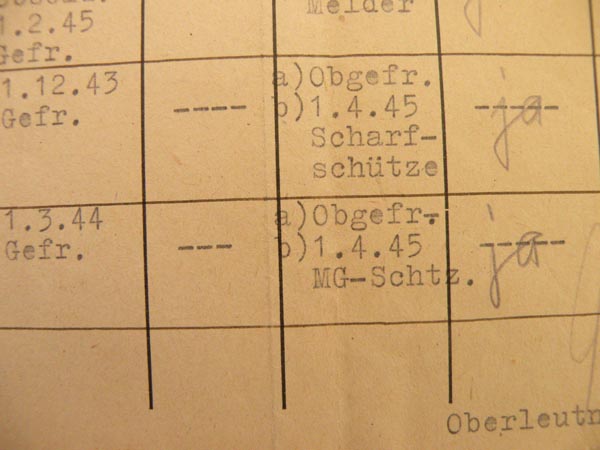 Melder
1.2.45
Gefr.
1.12.43
Gefr.
----
a)Obgefr.
b)1.4.45
Scharf-
schütze
-----
ja
1.3.44
Gefr.
---
a)Obgefr.
b)1.4.45
MG-Schtz.
-----
ja
Oberleutn